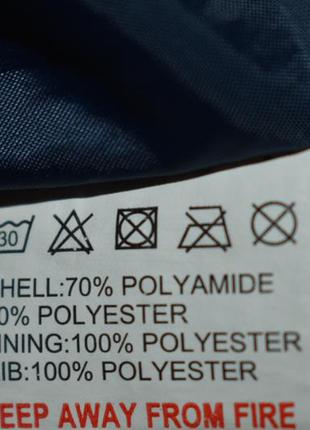 30
HELL:70% POLYAMIDE
0% POLYESTER
INING:100% POLYESTER
IB:100% POLYESTER
EEP AWAY FROM FIRE